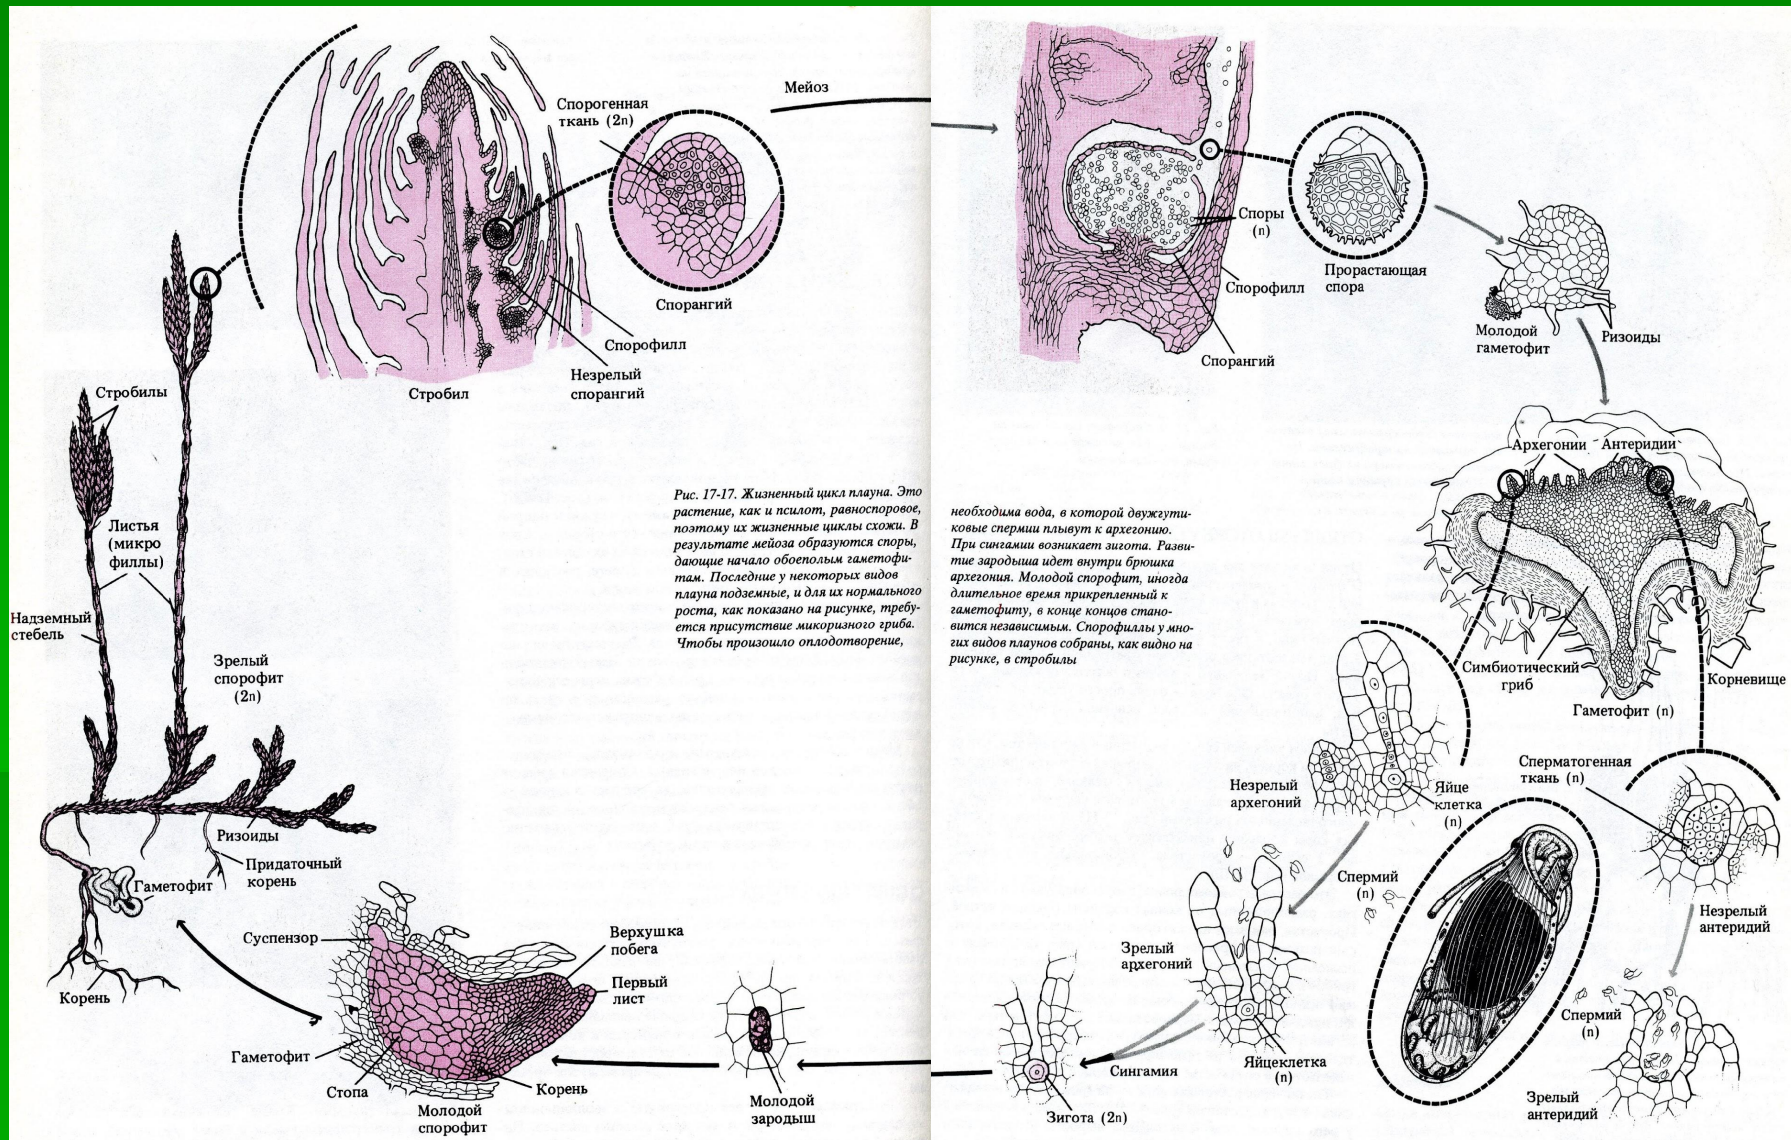 Мейоз
Спорогенная
ткань (2n)
Спорангий
Спорофилл
Незрелый
спорангий
Стробил
Стробилы
Листья
(микро
филлы)
Надземный
стебель
Зрелый
спорофит
(2n)
Ризоиды
Придаточный
корень
Гаметофит
Корень
Рис. 17-17. Жизненный цикл плауна. Это
растение, как и псилот, равноспоровое,
поэтому их жизненные циклы схожи. В
результате мейоза образуются споры,
дающие начало обоеполым гаметофи-
там. Последние у некоторых видов
плауна подземные, и для их нормального
роста, как показано на рисунке, требу-
ется присутствие микоризного гриба.
Чтобы произошло оплодотворение,
Суспензор
Верхушка
побега
Первый
лист
Гаметофит
Стопа
Корень
Молодой
спорофит
Молодой
зародыш
Споры
(n)
Спорофилл
Спорангий
Прорастающая
спора
Молодой
гаметофит
Ризоиды
Архегонии
Антеридии
необходима вода, в которой двужгути-
ковые спермии плывут к архегонию.
При сингамии возникает зигота. Разви-
тие зародыша идет внутри брюшка
архегония. Молодой спорофит, иногда
длительное время прикрепленный к
гаметофиту, в конце концов стано-
вится независимым. Спорофиллы у мно-
гих видов плаунов собраны, как видно на
рисунке, в стробилы
Симбиотический
гриб
Корневище
Гаметофит (n)
Сперматогенная
ткань (n)
Незрелый
архегоний
Яйце
клетка
(n)
Спермий
(n)
Незрелый
антеридий
Зрелый
архегоний
Спермий
(n)
Яйцеклетка
(n)
Сингамия
Зигота (2n)
Зрелый
антеридий